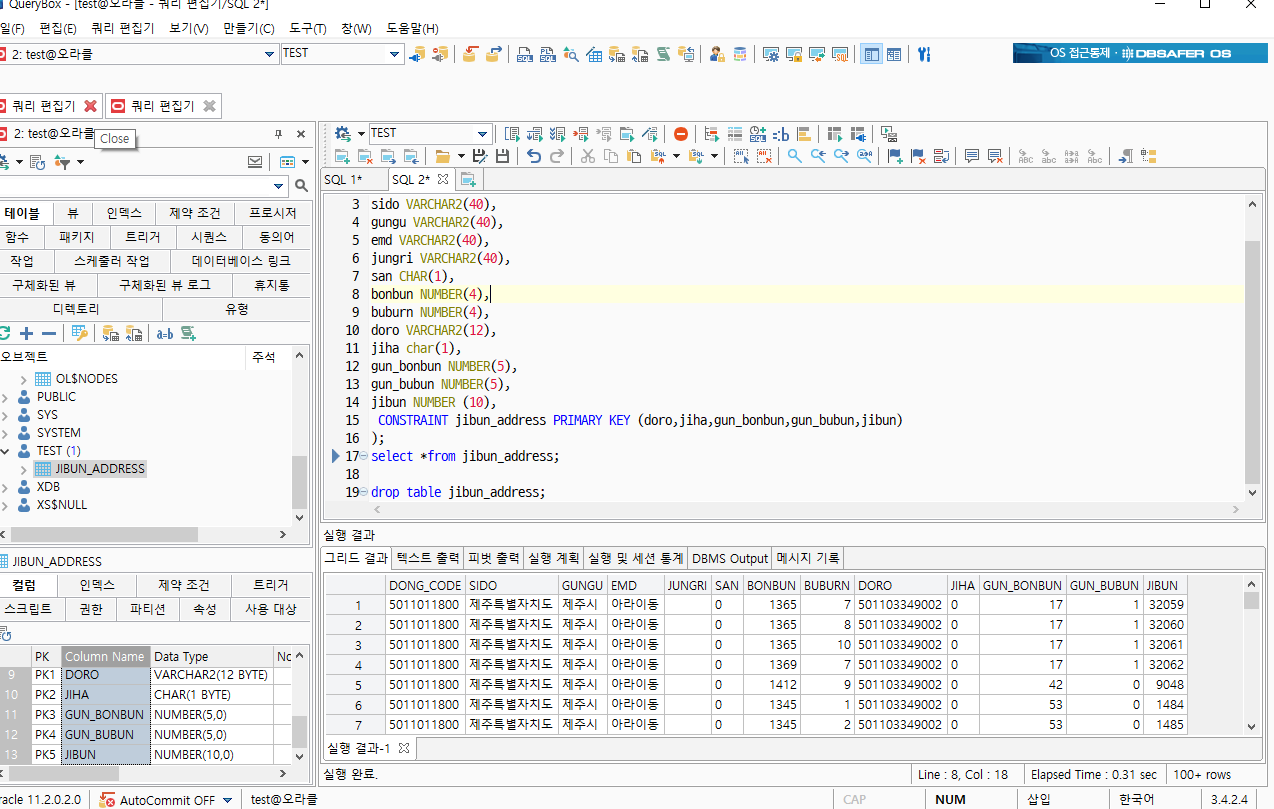 QueryBox - [test@오라클 - 쿼리 편집기/SQL 2*]
일(F) 편집(E) 쿼리 편집기 보기(V) 만들기(C) 도구(T) 창(W) 도움말(H)
2: test@오라클 TEST
OS 접근통제 · DBSAFER OS
쿼리 편집기 쿼리 편집기
2: test@오라클 Close
TEST
SQL 1* SQL 2*
테이블 뷰 인덱스 제약 조건 프로시저
함수 패키지 트리거 시퀀스 동의어
작업 스케줄러 작업 데이터베이스 링크
구체화된 뷰 구체화된 뷰 로그 휴지통
디렉토리 유형
오브젝트 주석
OL$NODES
PUBLIC
SYS
SYSTEM
TEST (1)
JIBUN_ADDRESS
XDB
XS$NULL
3 sido VARCHAR2(40),
4 gungu VARCHAR2(40),
5 emd VARCHAR2(40),
6 jungri VARCHAR2(40),
7 san CHAR(1),
8 bonbun NUMBER(4),
9 buburn NUMBER(4),
10 doro VARCHAR2(12),
11 jiha char(1),
12 gun_bonbun NUMBER(5),
13 gun_bubun NUMBER(5),
14 jibun NUMBER (10),
15 CONSTRAINT jibun_address PRIMARY KEY (doro,jiha,gun_bonbun,gun_bubun,jibun)
16 );
17 select *from jibun_address;
18
19 drop table jibun_address;
JIBUN_ADDRESS
컬럼 인덱스 제약 조건 트리거
스크립트 권한 파티션 속성 사용 대상
PK Column Name Data Type No
9 PK1 DORO VARCHAR2(12 BYTE)
10 PK2 JIHA CHAR(1 BYTE)
11 PK3 GUN_BONBUN NUMBER(5,0)
12 PK4 GUN_BUBUN NUMBER(5,0)
13 PK5 JIBUN NUMBER(10,0)
실행 결과
그리드 결과 텍스트 출력 피벗 출력 실행 계획 실행 및 세션 통계 DBMS Output 메시지 기록
DONG_CODE SIDO GUNGU EMD JUNGRI SAN BONBUN BUBURN DORO JIHA GUN_BONBUN GUN_BUBUN JIBUN
1 5011011800 제주특별자치도 제주시 아라이동 0 1365 7 501103349002 0 17 1 32059
2 5011011800 제주특별자치도 제주시 아라이동 0 1365 8 501103349002 0 17 1 32060
3 5011011800 제주특별자치도 제주시 아라이동 0 1365 10 501103349002 0 17 1 32061
4 5011011800 제주특별자치도 제주시 아라이동 0 1369 7 501103349002 0 17 1 32062
5 5011011800 제주특별자치도 제주시 아라이동 0 1412 9 501103349002 0 42 0 9048
6 5011011800 제주특별자치도 제주시 아라이동 0 1345 1 501103349002 0 53 0 1484
7 5011011800 제주특별자치도 제주시 아라이동 0 1345 2 501103349002 0 53 0 1485
실행 결과-1
실행 완료. Line : 8, Col : 18 Elapsed Time : 0.31 sec 100+ rows
racle 11.2.0.2.0 AutoCommit OFF test@오라클 CAP NUM 삽입 한국어 3.4.2.4